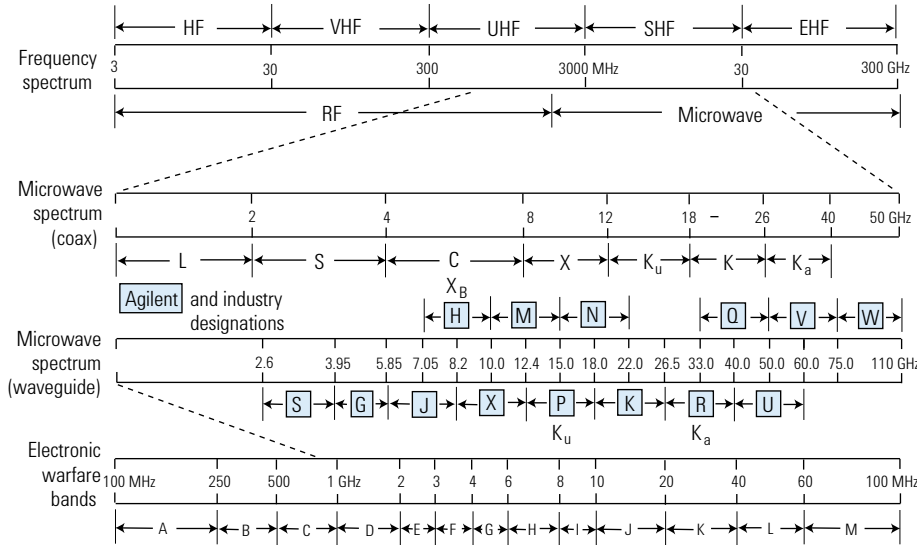 HF VHF UHF SHF EHF
Frequency
spectrum
3 30 300 3000 MHz 30 300 GHz
RF Microwave
Microwave
spectrum
(coax)
2 4 8 12 18 – 26 40 50 GHz
L S C X Ku K Ka
XB
Agilent and industry
designations
H M N Q V W
Microwave
spectrum
(waveguide)
2.6 3.95 5.85 7.05 8.2 10.0 12.4 15.0 18.0 22.0 26.5 33.0 40.0 50.0 60.0 75.0 110 GHz
S G J X P K R U
Ku Ka
Electronic
warfare
bands
100 MHz 250 500 1 GHz 2 3 4 6 8 10 20 40 60 100 MHz
A B C D E F G H I J K L M